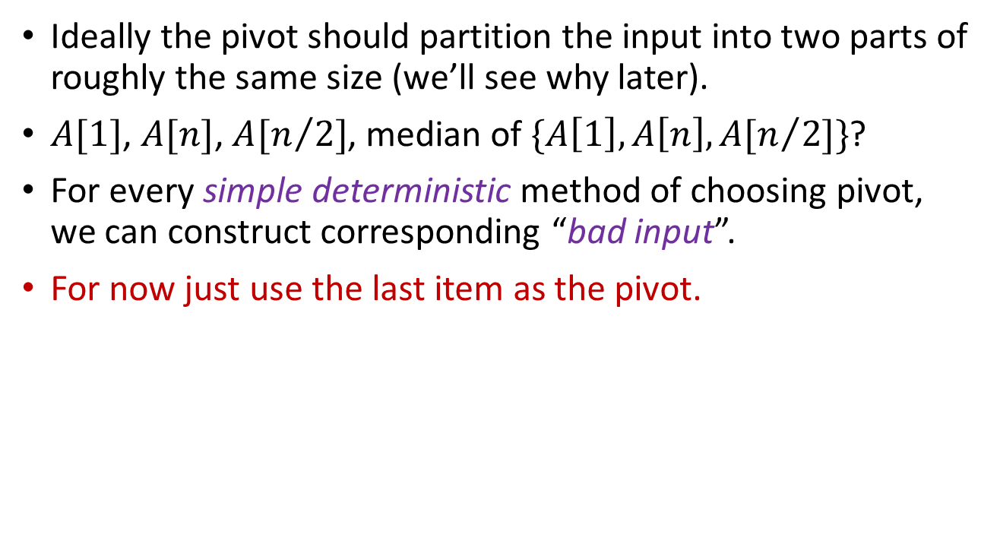 • Ideally the pivot should partition the input into two parts of
roughly the same size (we’ll see why later).
• A[1], A[n], A[n/2], median of {A[1], A[n], A[n/2]}?
• For every simple deterministic method of choosing pivot,
we can construct corresponding “bad input”.
• For now just use the last item as the pivot.